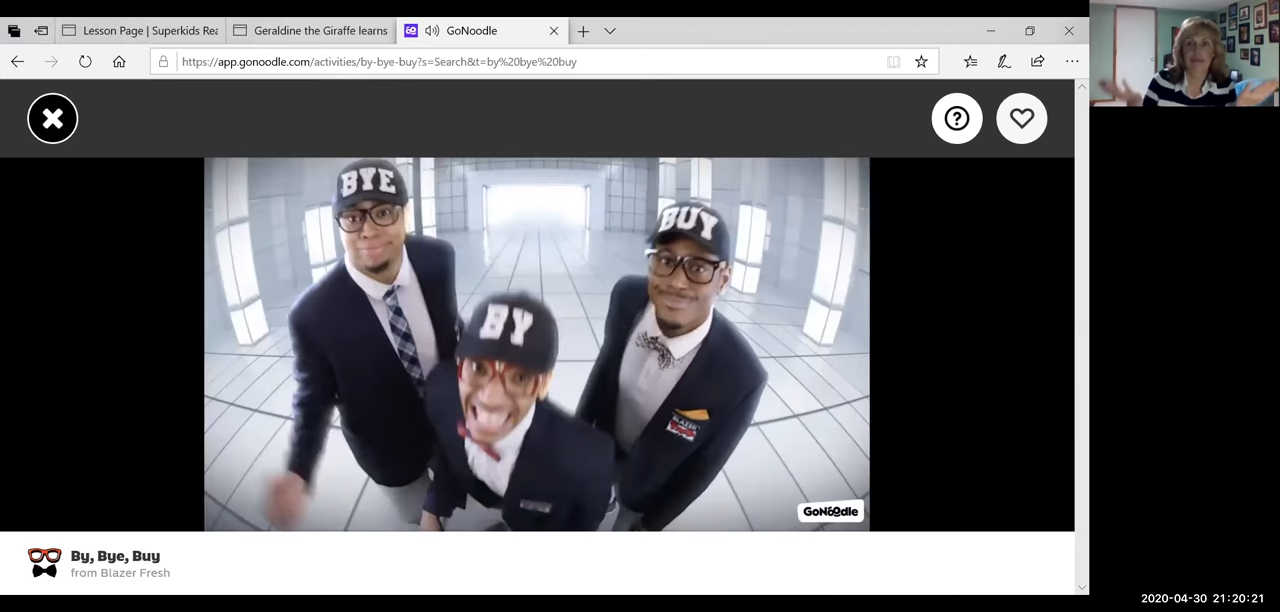 Lesson Page | Superkids Rea
Geraldine the Giraffe learns
GoNoodle
https://app.gonoodle.com/activities/by-bye-buy?s=Search&t=by%20bye%20buy
BYE
BUY
BY
BLAZER
GoNoodle
By, Bye, Buy
from Blazer Fresh
2020-04-30 21:20:21